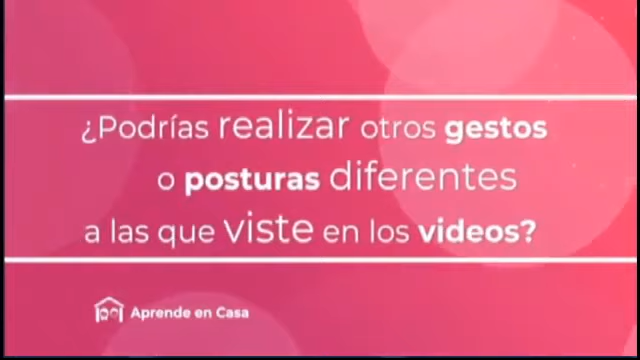 ¿Podrías realizar otros gestos
o posturas diferentes
a las que viste en los videos?
Aprende en Casa